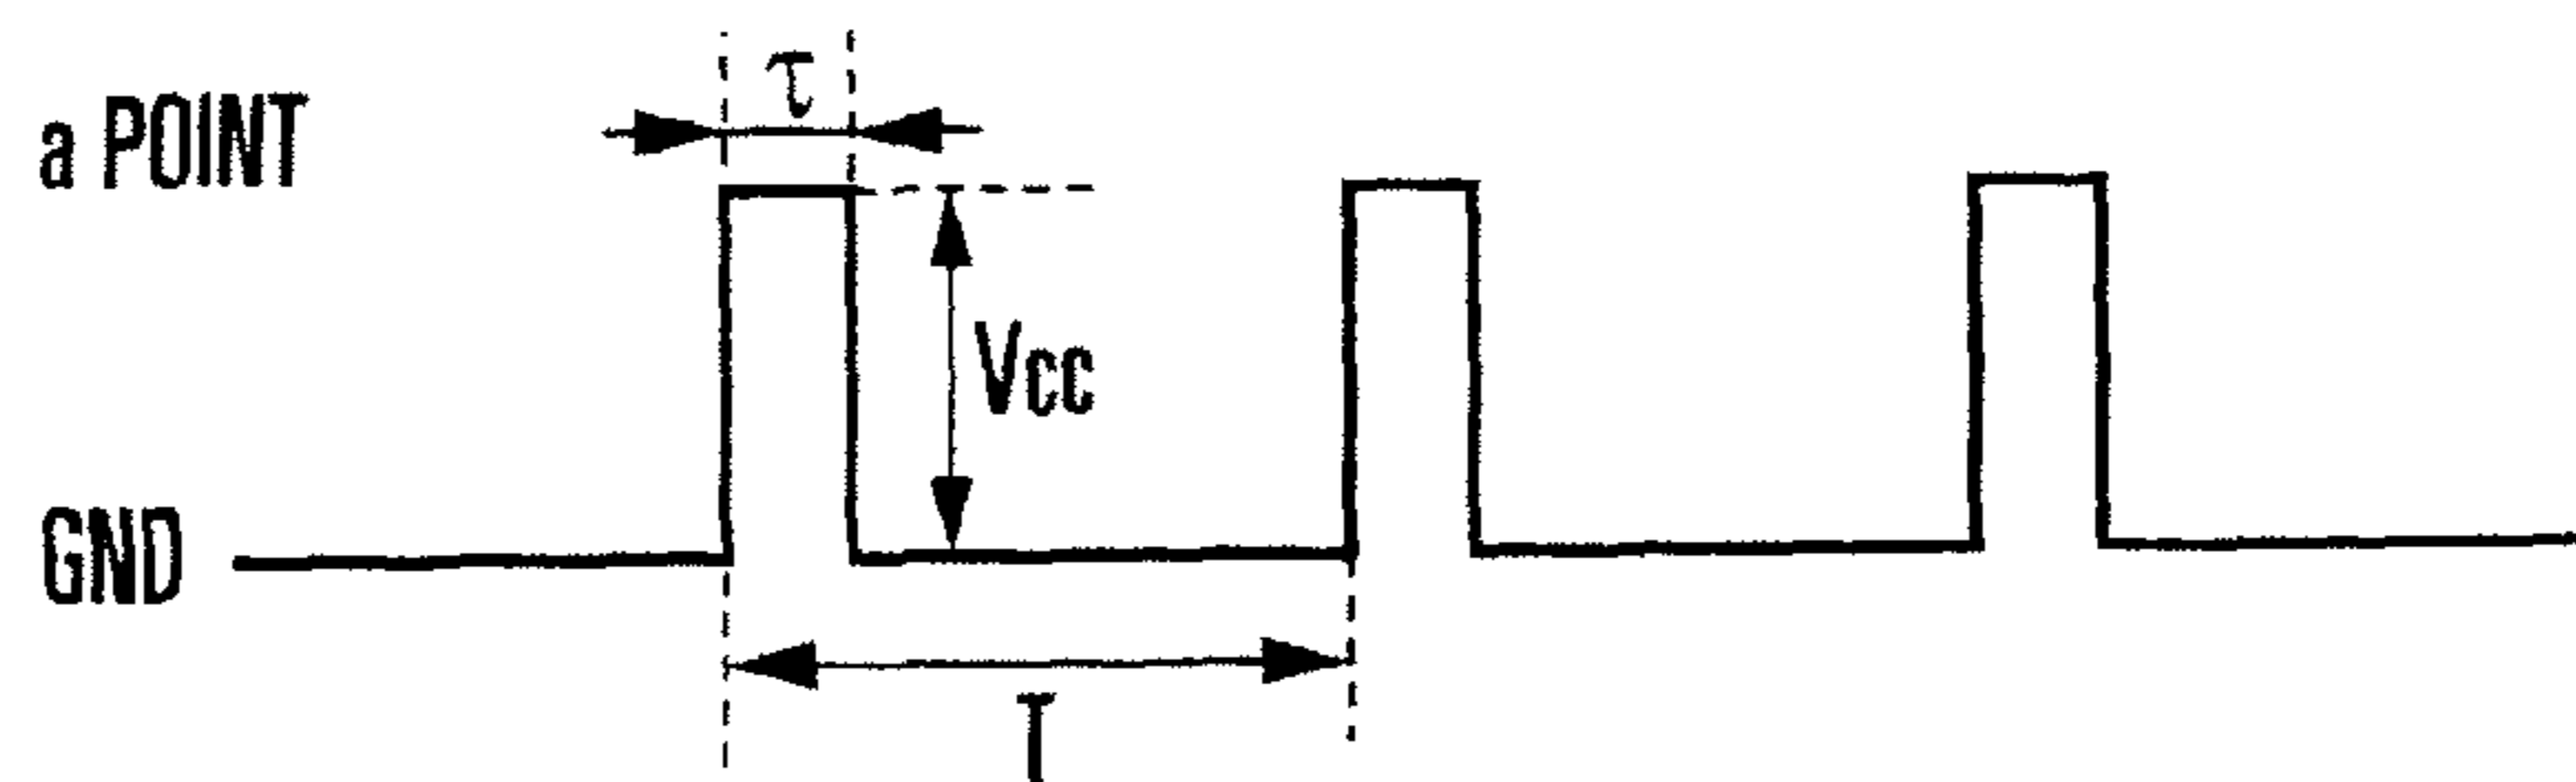 τ
a POINT
Vcc
GND
T